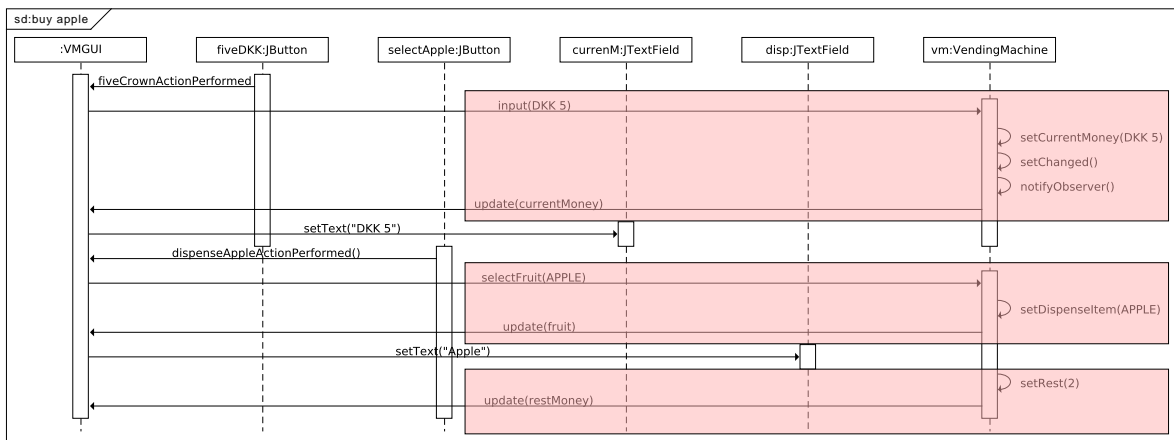 sd:buy apple
:VMGUI
fiveDKK:JButton
selectApple:JButton
currenM:JTextField
disp:JTextField
vm:VendingMachine
fiveCrownActionPerformed
input(DKK 5)
setCurrentMoney(DKK 5)
setChanged()
notifyObserver()
update(currentMoney)
setText("DKK 5")
dispenseAppleActionPerformed()
selectFruit(APPLE)
setDispenseItem(APPLE)
update(fruit)
setText("Apple")
setRest(2)
update(restMoney)